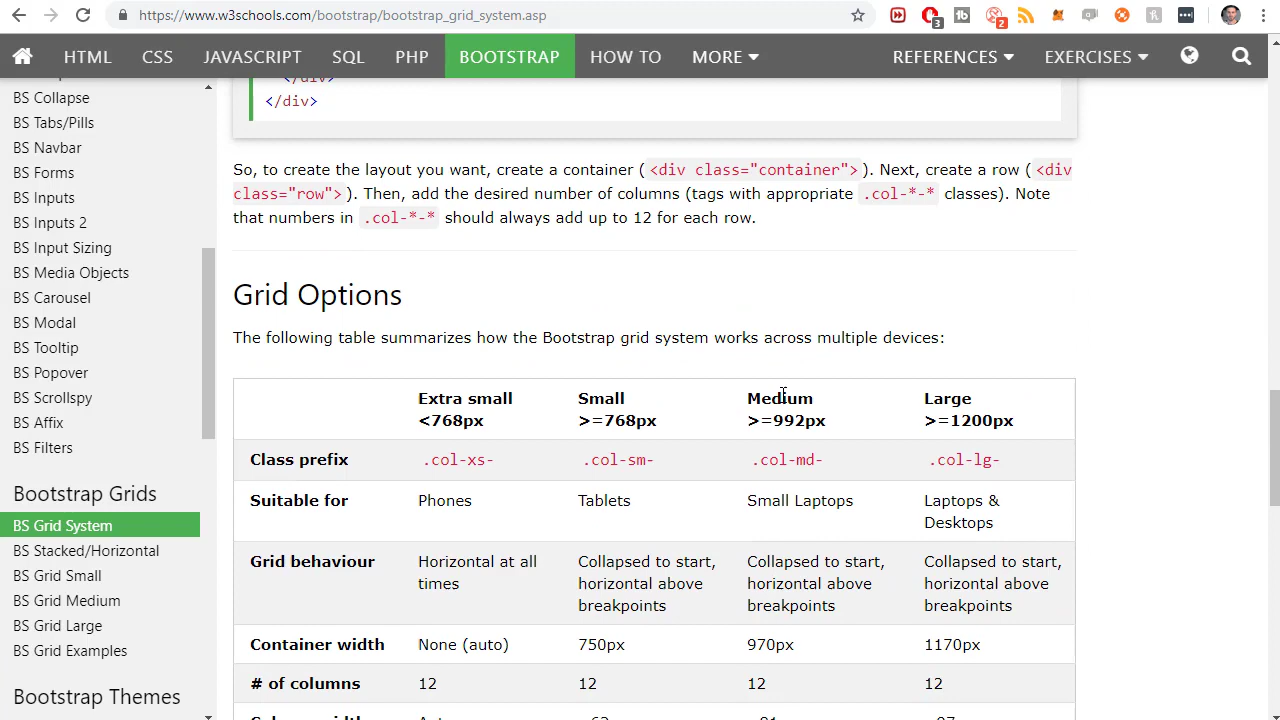 https://www.w3schools.com/bootstrap/bootstrap_grid_system.asp
3
2
HTML CSS JAVASCRIPT SQL PHP BOOTSTRAP HOW TO MORE REFERENCES EXERCISES
BS Collapse
BS Tabs/Pills
BS Navbar
BS Forms
BS Inputs
BS Inputs 2
BS Input Sizing
BS Media Objects
BS Carousel
BS Modal
BS Tooltip
BS Popover
BS Scrollspy
BS Affix
BS Filters
Bootstrap Grids
BS Grid System
BS Stacked/Horizontal
BS Grid Small
BS Grid Medium
BS Grid Large
BS Grid Examples
Bootstrap Themes
</div>
</div>
So, to create the layout you want, create a container (<div class="container">). Next, create a row (<div
class="row">). Then, add the desired number of columns (tags with appropriate .col-*-* classes). Note
that numbers in .col-*-* should always add up to 12 for each row.
Grid Options
The following table summarizes how the Bootstrap grid system works across multiple devices:
Extra small Small Medium Large
<768px >=768px >=992px >=1200px
Class prefix .col-xs- .col-sm- .col-md- .col-lg-
Suitable for Phones Tablets Small Laptops Laptops &
Desktops
Grid behaviour Horizontal at all Collapsed to start, Collapsed to start, Collapsed to start,
times horizontal above horizontal above horizontal above
breakpoints breakpoints breakpoints
Container width None (auto) 750px 970px 1170px
# of columns 12 12 12 12